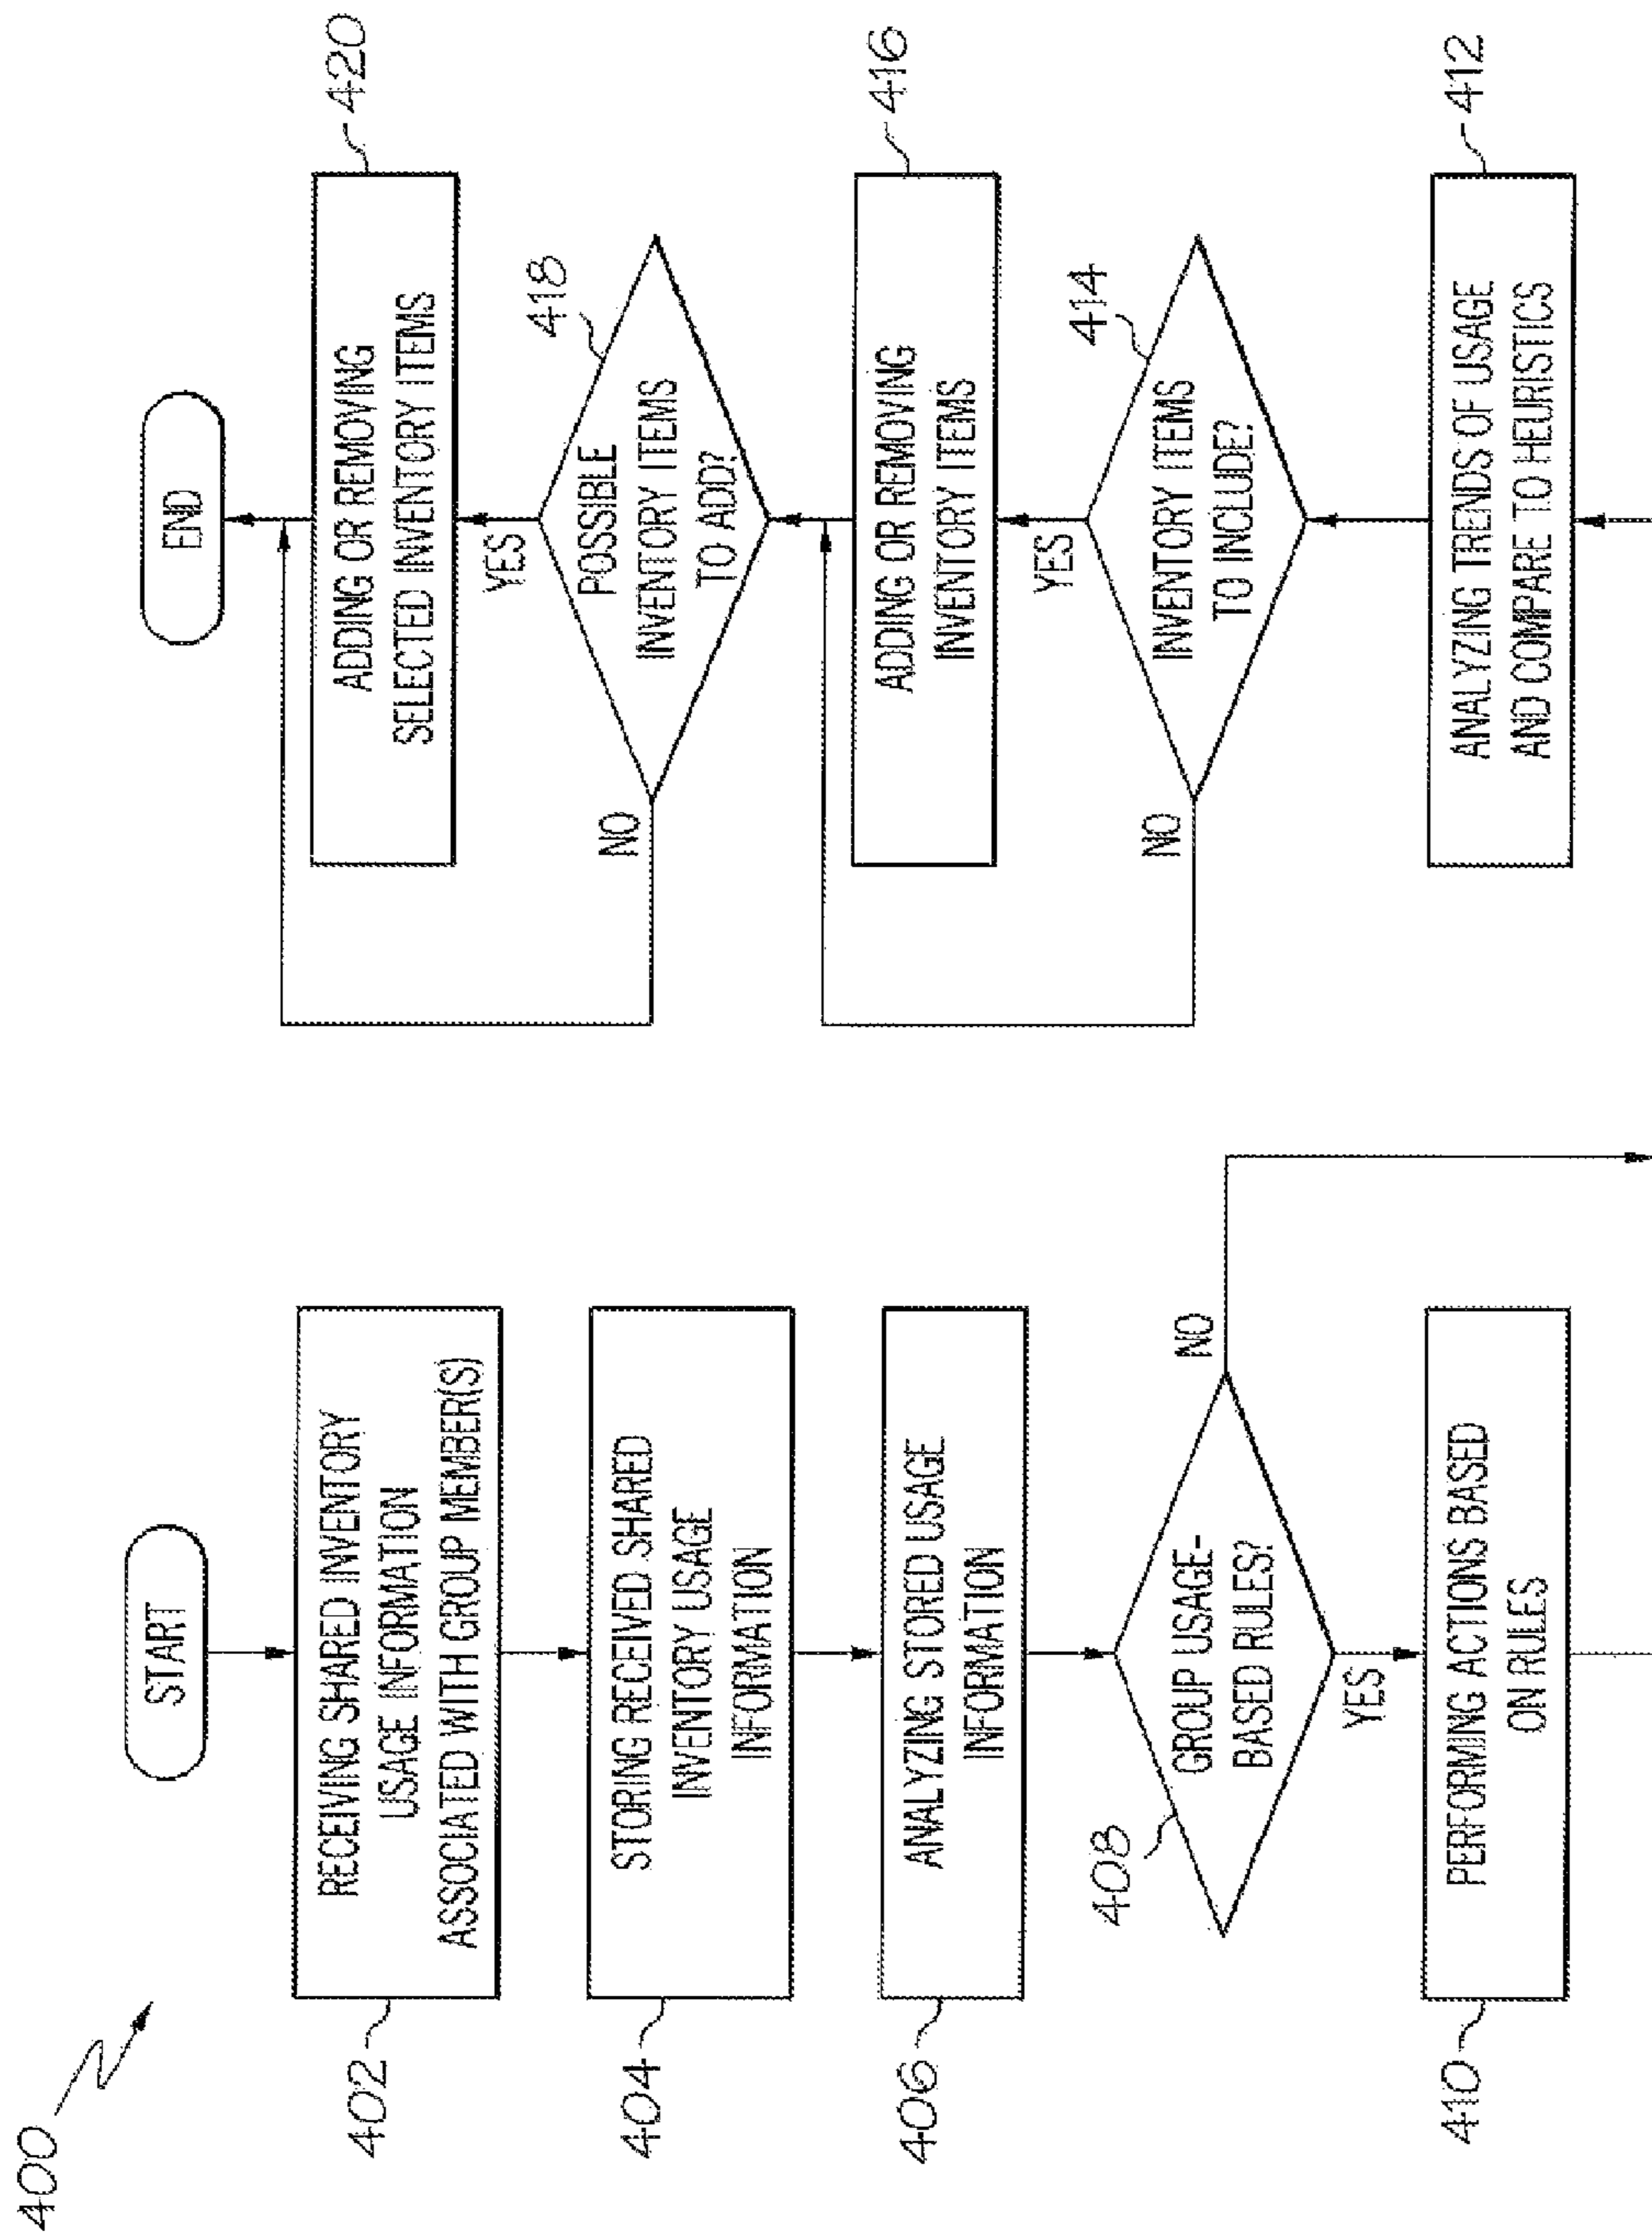 400
START
RECEIVING SHARED INVENTORY
USAGE INFORMATION
ASSOCIATED WITH GROUP MEMBER(S)
402
STORING RECEIVED SHARED
INVENTORY USAGE
INFORMATION
404
ANALYZING STORED USAGE
INFORMATION
406
GROUP USAGE-
BASED RULES?
408
NO
YES
PERFORMING ACTIONS BASED
ON RULES
410
ANALYZING TRENDS OF USAGE
AND COMPARE TO HEURISTICS
412
INVENTORY ITEMS
TO INCLUDE?
414
NO
YES
ADDING OR REMOVING
INVENTORY ITEMS
416
POSSIBLE
INVENTORY ITEMS
TO ADD?
418
NO
YES
ADDING OR REMOVING
SELECTED INVENTORY ITEMS
420
END